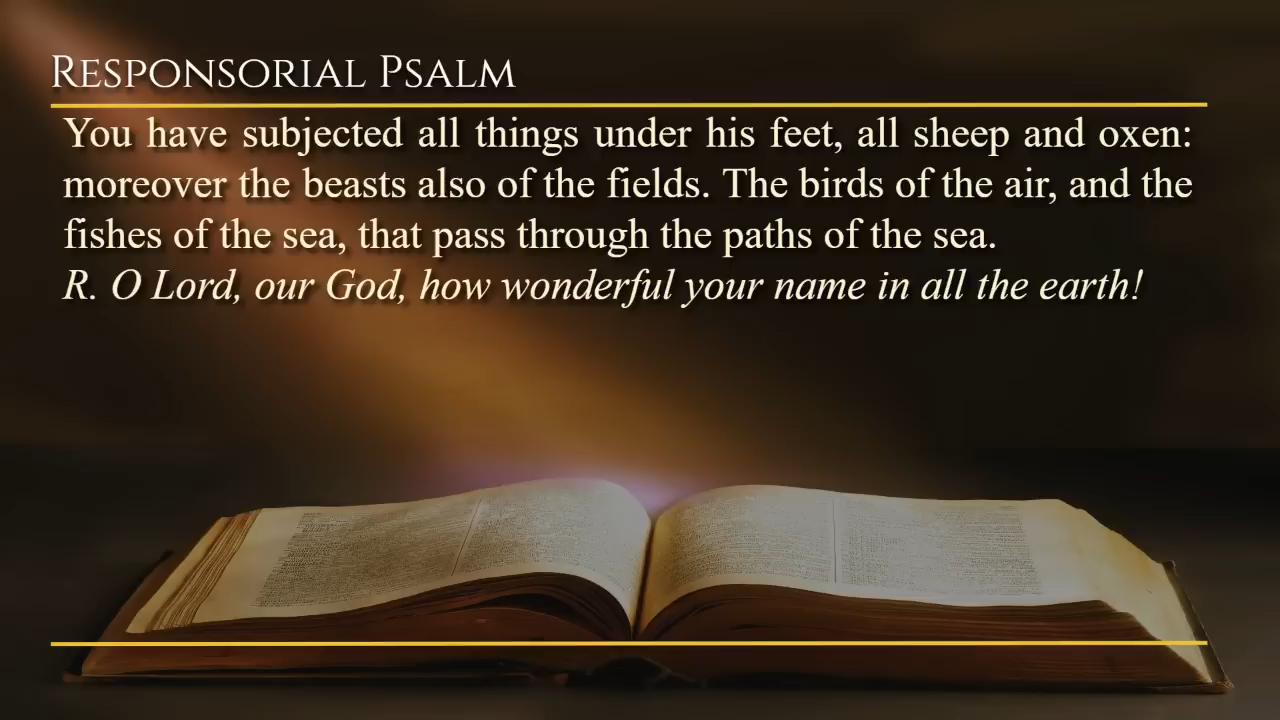 Responsorial Psalm
You have subjected all things under his feet, all sheep and oxen:
moreover the beasts also of the fields. The birds of the air, and the
fishes of the sea, that pass through the paths of the sea.
R. O Lord, our God, how wonderful your name in all the earth!